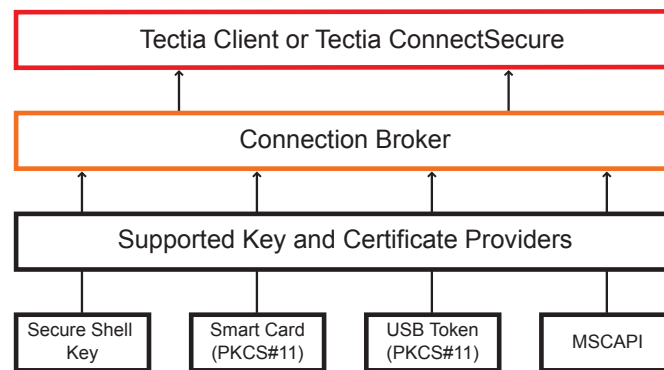 Tectia Client or Tectia ConnectSecure
Connection Broker
Supported Key and Certificate Providers
Secure Shell
Key
Smart Card
(PKCS#11)
USB Token
(PKCS#11)
MSCAPI